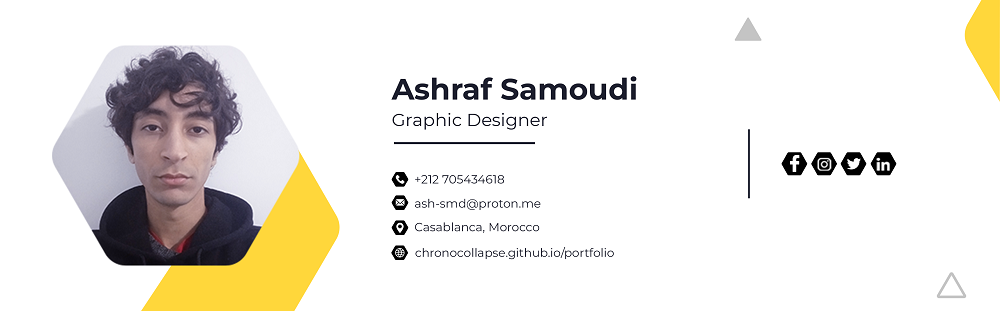 Ashraf Samoudi
Graphic Designer
+212 705434618
ash-smd@proton.me
Casablanca, Morocco
chronocollapse.github.io/portfolio